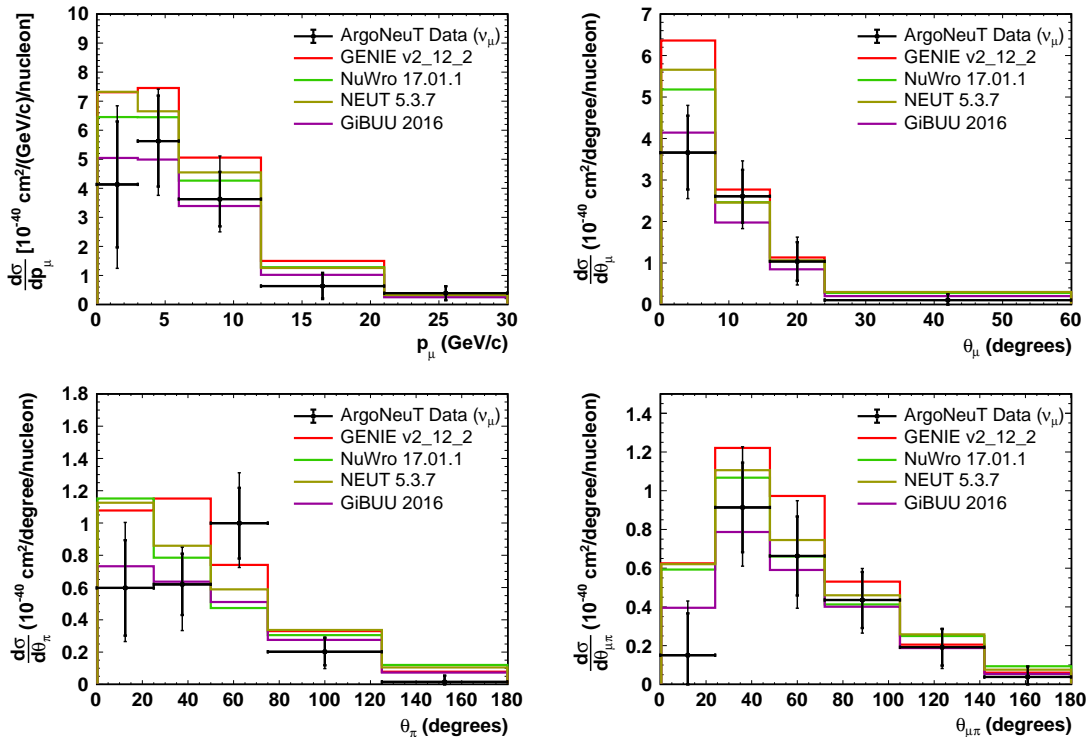 dσ/dpμ [10⁻⁴⁰ cm²/(GeV/c)/nucleon]
10
9
8
7
6
5
4
3
2
1
0
ArgoNeuT Data (νμ)
GENIE v2_12_2
NuWro 17.01.1
NEUT 5.3.7
GiBUU 2016
0 5 10 15 20 25 30
pμ (GeV/c)
dσ/dθμ (10⁻⁴⁰ cm²/degree/nucleon)
7
6
5
4
3
2
1
0
ArgoNeuT Data (νμ)
GENIE v2_12_2
NuWro 17.01.1
NEUT 5.3.7
GiBUU 2016
0 10 20 30 40 50 60
θμ (degrees)
dσ/dθπ (10⁻⁴⁰ cm²/degree/nucleon)
1.8
1.6
1.4
1.2
1
0.8
0.6
0.4
0.2
0
ArgoNeuT Data (νμ)
GENIE v2_12_2
NuWro 17.01.1
NEUT 5.3.7
GiBUU 2016
0 20 40 60 80 100 120 140 160 180
θπ (degrees)
dσ/dθμπ (10⁻⁴⁰ cm²/degree/nucleon)
1.4
1.2
1
0.8
0.6
0.4
0.2
0
ArgoNeuT Data (νμ)
GENIE v2_12_2
NuWro 17.01.1
NEUT 5.3.7
GiBUU 2016
0 20 40 60 80 100 120 140 160 180
θμπ (degrees)